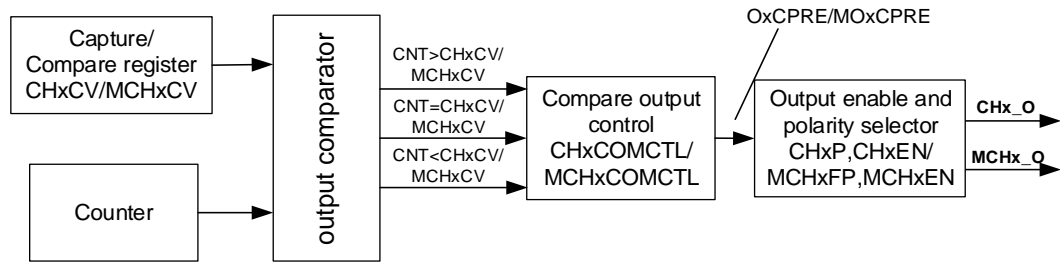 Capture/
Compare register
CHxCV/MCHxCV
Counter
output comparator
CNT>CHxCV/
MCHxCV
CNT=CHxCV/
MCHxCV
CNT<CHxCV/
MCHxCV
Compare output
control
CHxCOMCTL/
MCHxCOMCTL
OxCPRE/MOxCPRE
Output enable and
polarity selector
CHxP,CHxEN/
MCHxFP,MCHxEN
CHx_O
MCHx_O